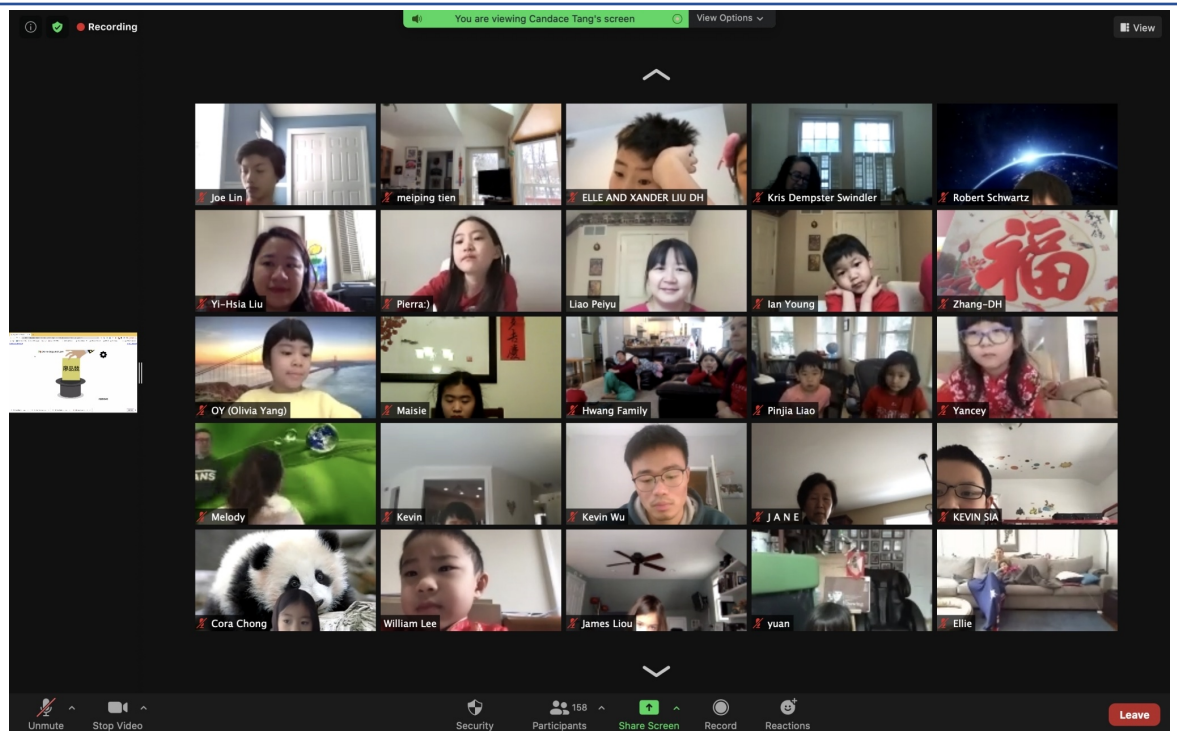 Recording
You are viewing Candace Tang's screen
View Options
View
Joe Lin
meiping tien
ELLE AND XANDER LIU DH
Kris Dempster Swindler
Robert Schwartz
Yi-Hsia Liu
Pierra:)
Liao Peiyu
Ian Young
Zhang-DH
福
OY (Olivia Yang)
Maisie
Hwang Family
Pinjia Liao
Yancey
ANS
Melody
Kevin
Kevin Wu
J A N E
KEVIN SIA
Cora Chong
William Lee
James Liou
yuan
Ellie
Unmute
Stop Video
Security
Participants
158
Share Screen
Record
Reactions
Leave